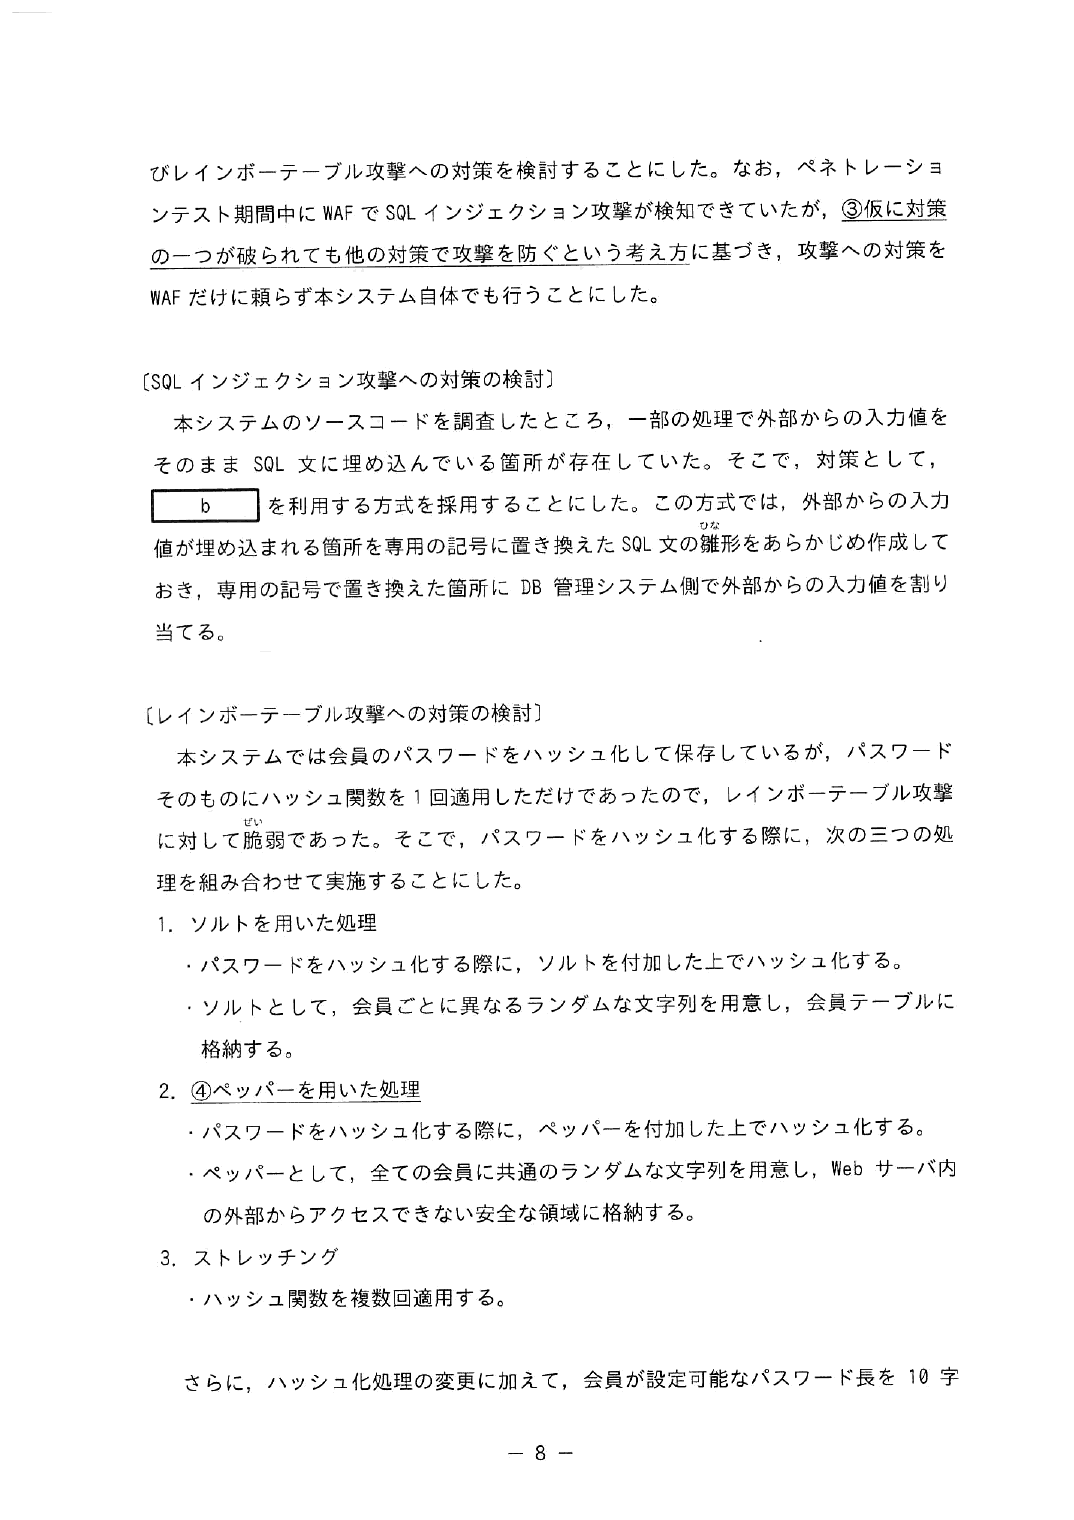 びレインボーテーブル攻撃への対策を検討することにした。なお，ペネトレーショ
ンテスト期間中に WAF で SQL インジェクション攻撃が検知できていたが，③仮に対策
の一つが破られても他の対策で攻撃を防ぐという考え方に基づき，攻撃への対策を
WAF だけに頼らず本システム自体でも行うことにした。
〔SQL インジェクション攻撃への対策の検討〕
本システムのソースコードを調査したところ，一部の処理で外部からの入力値を
そのまま SQL 文に埋め込んでいる箇所が存在していた。そこで，対策として，
b を利用する方式を採用することにした。この方式では，外部からの入力
ひな
値が埋め込まれる箇所を専用の記号に置き換えた SQL 文の雛形をあらかじめ作成して
おき，専用の記号で置き換えた箇所に DB 管理システム側で外部からの入力値を割り
当てる。
〔レインボーテーブル攻撃への対策の検討〕
本システムでは会員のパスワードをハッシュ化して保存しているが，パスワード
そのものにハッシュ関数を 1 回適用しただけであったので，レインボーテーブル攻撃
ぜい
に対して脆弱であった。そこで，パスワードをハッシュ化する際に，次の三つの処
理を組み合わせて実施することにした。
1. ソルトを用いた処理
・パスワードをハッシュ化する際に，ソルトを付加した上でハッシュ化する。
・ソルトとして，会員ごとに異なるランダムな文字列を用意し，会員テーブルに
格納する。
2. ④ペッパーを用いた処理
・パスワードをハッシュ化する際に，ペッパーを付加した上でハッシュ化する。
・ペッパーとして，全ての会員に共通のランダムな文字列を用意し，Web サーバ内
の外部からアクセスできない安全な領域に格納する。
3. ストレッチング
・ハッシュ関数を複数回適用する。
さらに，ハッシュ化処理の変更に加えて，会員が設定可能なパスワード長を 10 字
－ 8 －